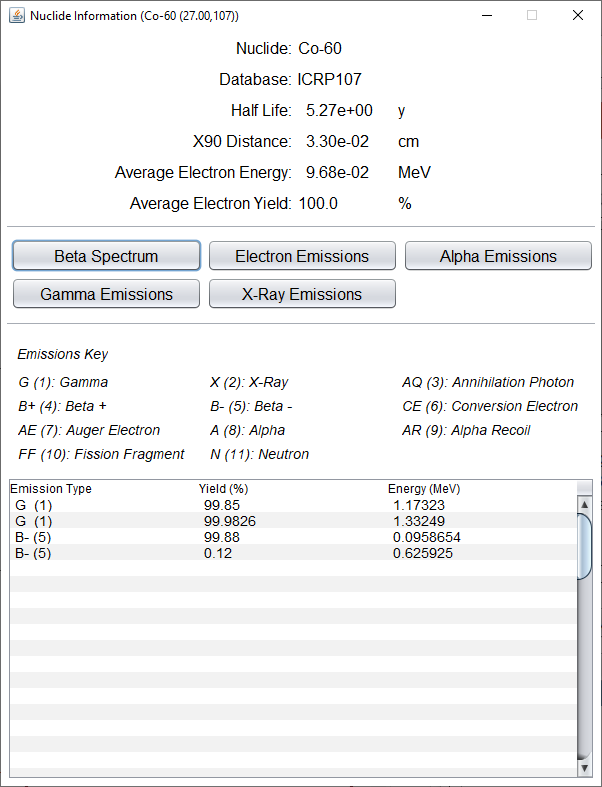 Nuclide Information (Co-60 (27.00,107))
Nuclide: Co-60
Database: ICRP107
Half Life: 5.27e+00 y
X90 Distance: 3.30e-02 cm
Average Electron Energy: 9.68e-02 MeV
Average Electron Yield: 100.0 %
Beta Spectrum Electron Emissions Alpha Emissions
Gamma Emissions X-Ray Emissions
Emissions Key
G (1): Gamma X (2): X-Ray AQ (3): Annihilation Photon
B+ (4): Beta + B- (5): Beta - CE (6): Conversion Electron
AE (7): Auger Electron A (8): Alpha AR (9): Alpha Recoil
FF (10): Fission Fragment N (11): Neutron
Emission Type Yield (%) Energy (MeV)
G (1) 99.85 1.17323
G (1) 99.9826 1.33249
B- (5) 99.88 0.0958654
B- (5) 0.12 0.625925